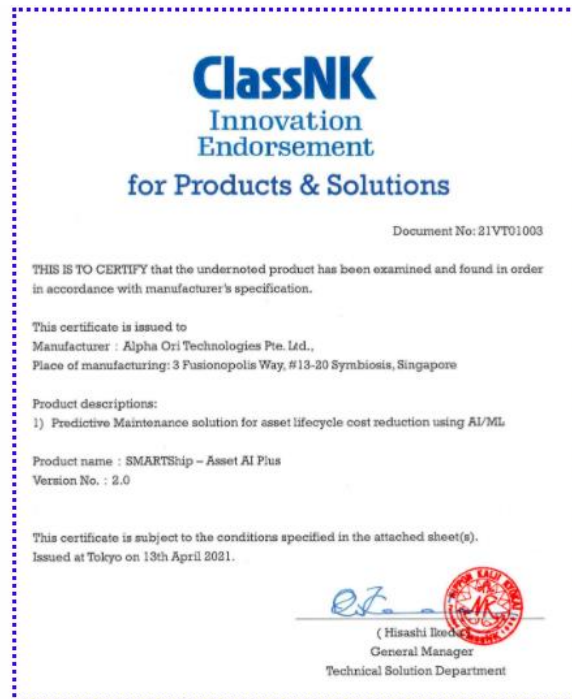 ClassNK
Innovation
Endorsement
for Products & Solutions
Document No: 21VT01003
THIS IS TO CERTIFY that the undernoted product has been examined and found in order
in accordance with manufacturer's specification.
This certificate is issued to
Manufacturer : Alpha Ori Technologies Pte. Ltd.,
Place of manufacturing: 3 Fusionopolis Way, #13-20 Symbiosis, Singapore
Product descriptions:
1) Predictive Maintenance solution for asset lifecycle cost reduction using AI/ML
Product name : SMARTShip – Asset AI Plus
Version No. : 2.0
This certificate is subject to the conditions specified in the attached sheet(s).
Issued at Tokyo on 13th April 2021.
NIPPON KAIJI KYOKAI
NK
( Hisashi Ikeda )
General Manager
Technical Solution Department